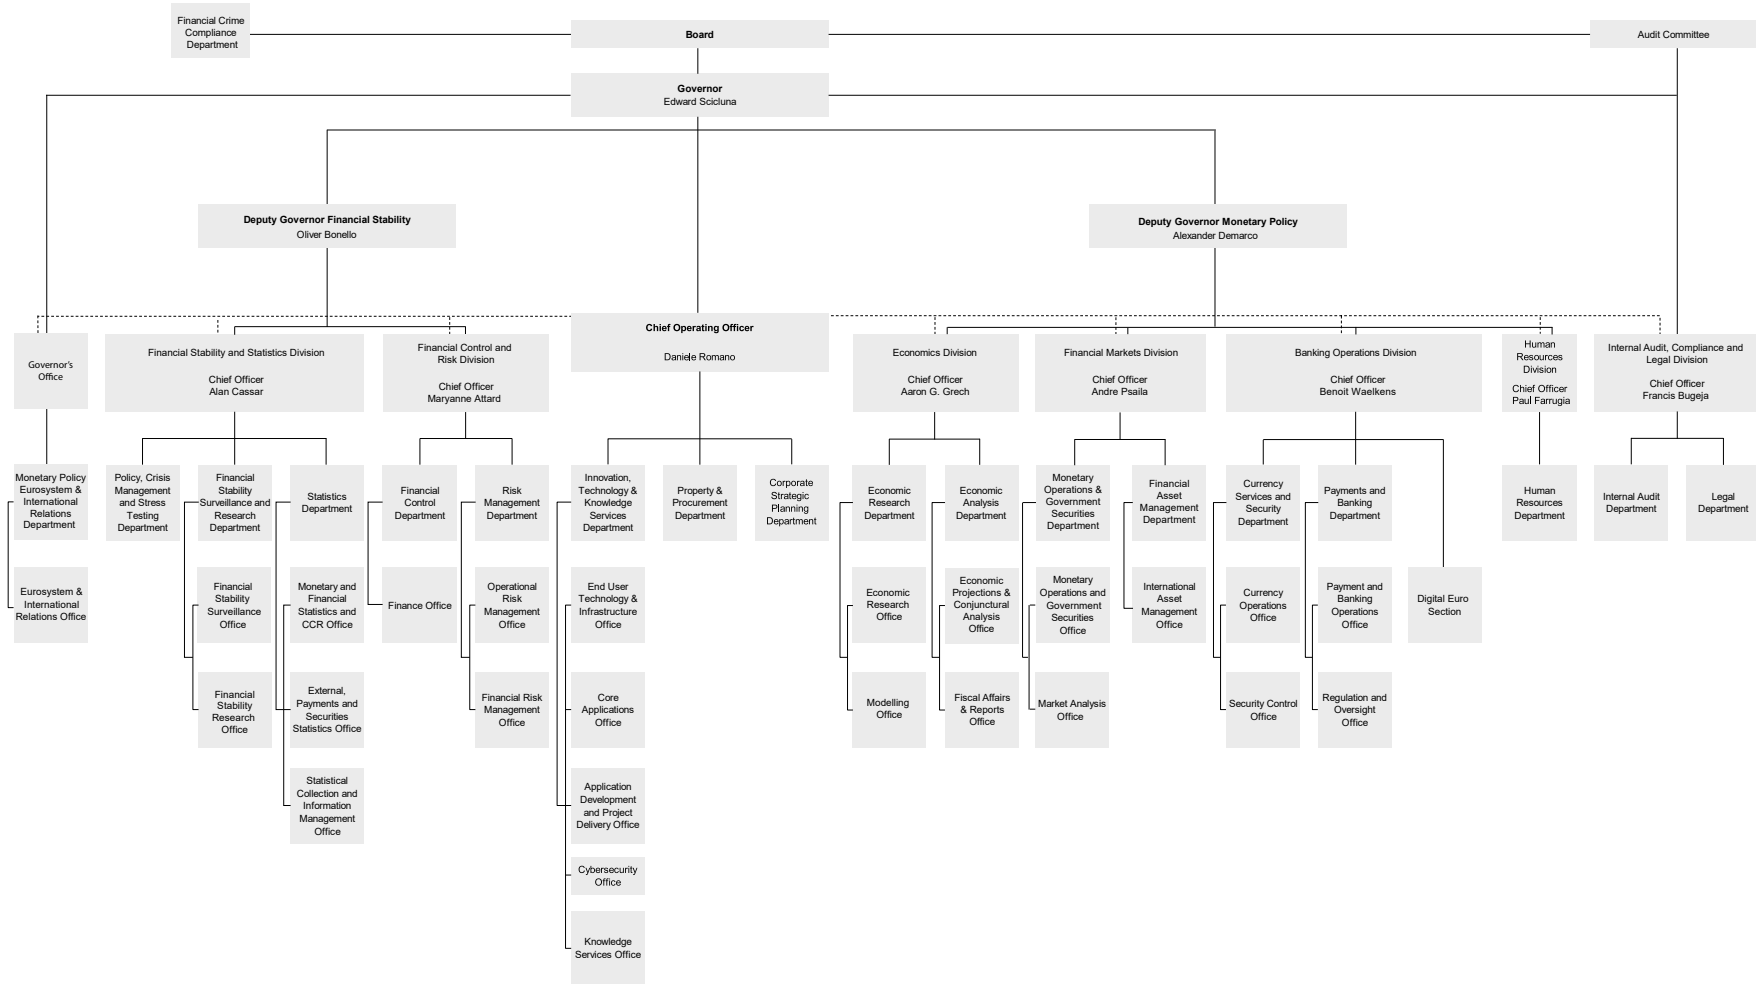 Financial Crime
Compliance
Department
Board
Audit Committee
Governor
Edward Scicluna
Deputy Governor Financial Stability
Oliver Bonello
Deputy Governor Monetary Policy
Alexander Demarco
Chief Operating Officer
Daniele Romano
Governor's
Office
Financial Stability and Statistics Division
Chief Officer
Alan Cassar
Financial Control and
Risk Division
Chief Officer
Maryanne Attard
Economics Division
Chief Officer
Aaron G. Grech
Financial Markets Division
Chief Officer
Andre Psaila
Banking Operations Division
Chief Officer
Benoit Waelkens
Human
Resources
Division
Chief Officer
Paul Farrugia
Internal Audit, Compliance and
Legal Division
Chief Officer
Francis Bugeja
Monetary Policy
Eurosystem &
International
Relations
Department
Policy, Crisis
Management
and Stress
Testing
Department
Financial
Stability
Surveillance and
Research
Department
Statistics
Department
Financial
Control
Department
Risk
Management
Department
Innovation,
Technology &
Knowledge
Services
Department
Property &
Procurement
Department
Corporate
Strategic
Planning
Department
Economic
Research
Department
Economic
Analysis
Department
Monetary
Operations &
Government
Securities
Department
Financial
Asset
Management
Department
Currency
Services and
Security
Department
Payments and
Banking
Department
Human
Resources
Department
Internal Audit
Department
Legal
Department
Eurosystem &
International
Relations Office
Financial
Stability
Surveillance
Office
Monetary and
Financial
Statistics and
CCR Office
Finance Office
Operational
Risk
Management
Office
End User
Technology &
Infrastructure
Office
Economic
Research
Office
Economic
Projections &
Conjunctural
Analysis
Office
Monetary
Operations and
Government
Securities
Office
International
Asset
Management
Office
Currency
Operations
Office
Payment and
Banking
Operations
Office
Digital Euro
Section
Financial
Stability
Research
Office
External,
Payments and
Securities
Statistics Office
Financial Risk
Management
Office
Core
Applications
Office
Modelling
Office
Fiscal Affairs
& Reports
Office
Market Analysis
Office
Security Control
Office
Regulation and
Oversight
Office
Statistical
Collection and
Information
Management
Office
Application
Development
and Project
Delivery Office
Cybersecurity
Office
Knowledge
Services Office